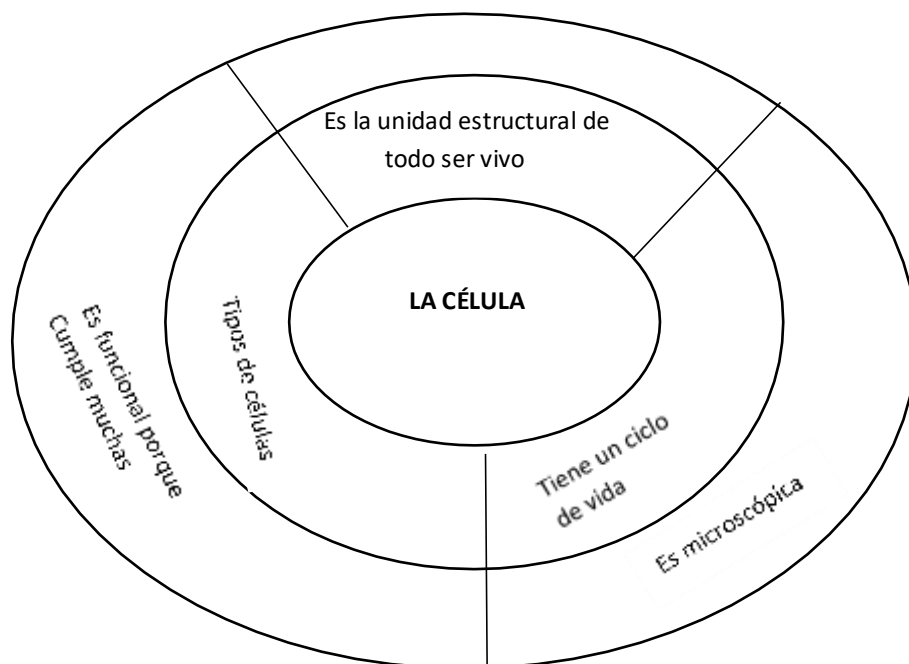 Es la unidad estructural de
todo ser vivo
LA CÉLULA
Tipos de células
Es funcional porque
Cumple muchas
Tiene un ciclo
de vida
Es microscópica